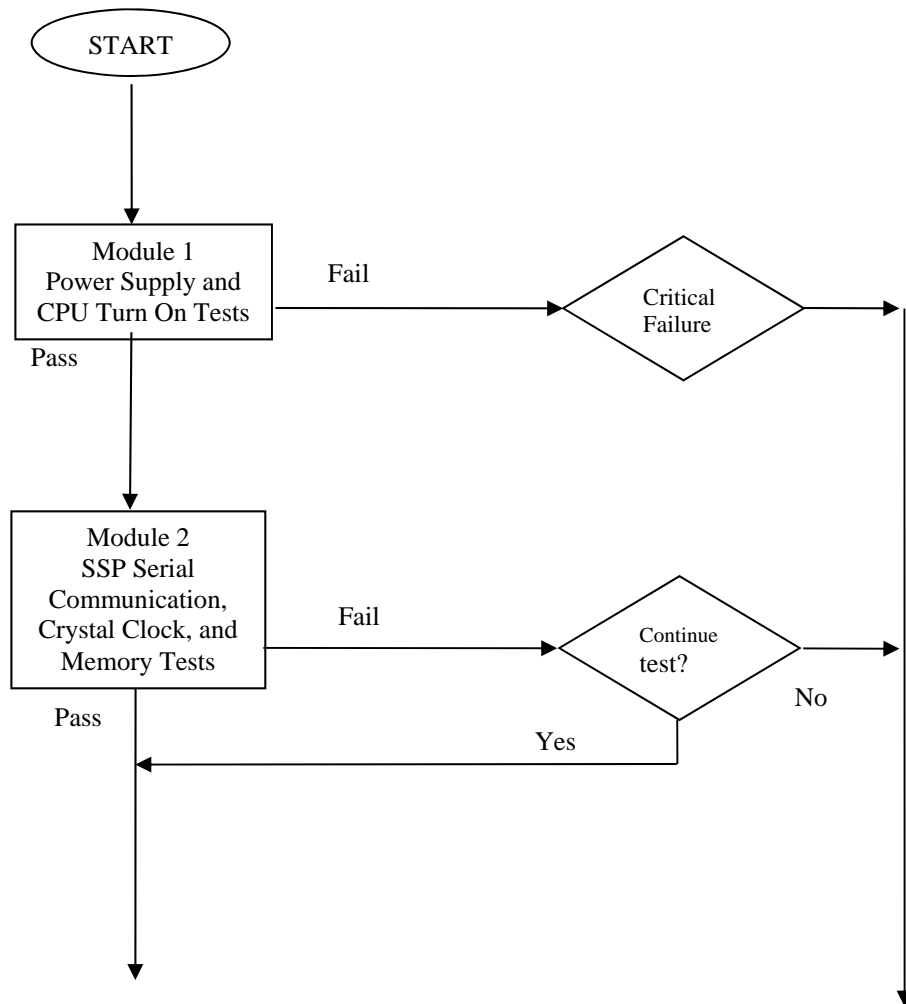 START
Module 1
Power Supply and
CPU Turn On Tests
Fail
Critical
Failure
Pass
Module 2
SSP Serial
Communication,
Crystal Clock, and
Memory Tests
Fail
Continue
test?
No
Pass
Yes